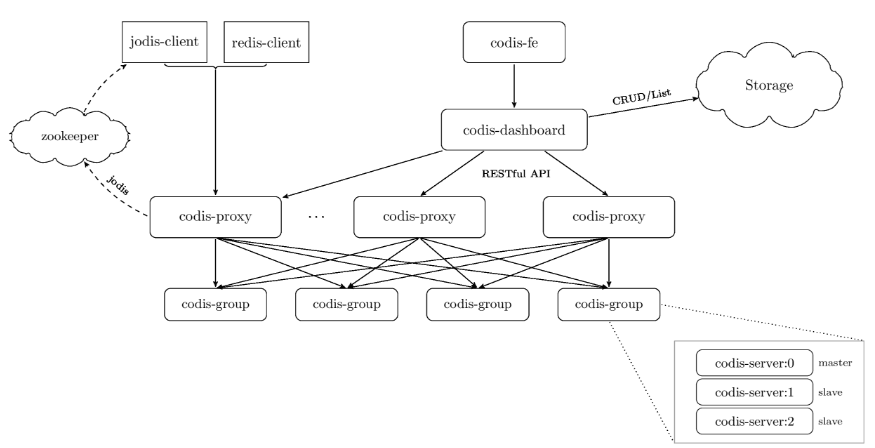 jodis-client
redis-client
codis-fe
Storage
CRUD/List
zookeeper
codis-dashboard
RESTful API
jodis
codis-proxy
...
codis-proxy
codis-proxy
codis-group
codis-group
codis-group
codis-group
codis-server:0 master
codis-server:1 slave
codis-server:2 slave